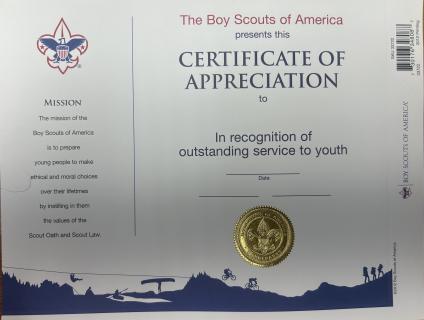 The Boy Scouts of America
presents this
CERTIFICATE OF
APPRECIATION
to
In recognition of
outstanding service to youth
Date
MISSION
The mission of the
Boy Scouts of America
is to prepare
young people to make
ethical and moral choices
over their lifetimes
by instilling in them
the values of the
Scout Oath and Scout Law.
BOY SCOUTS OF AMERICA